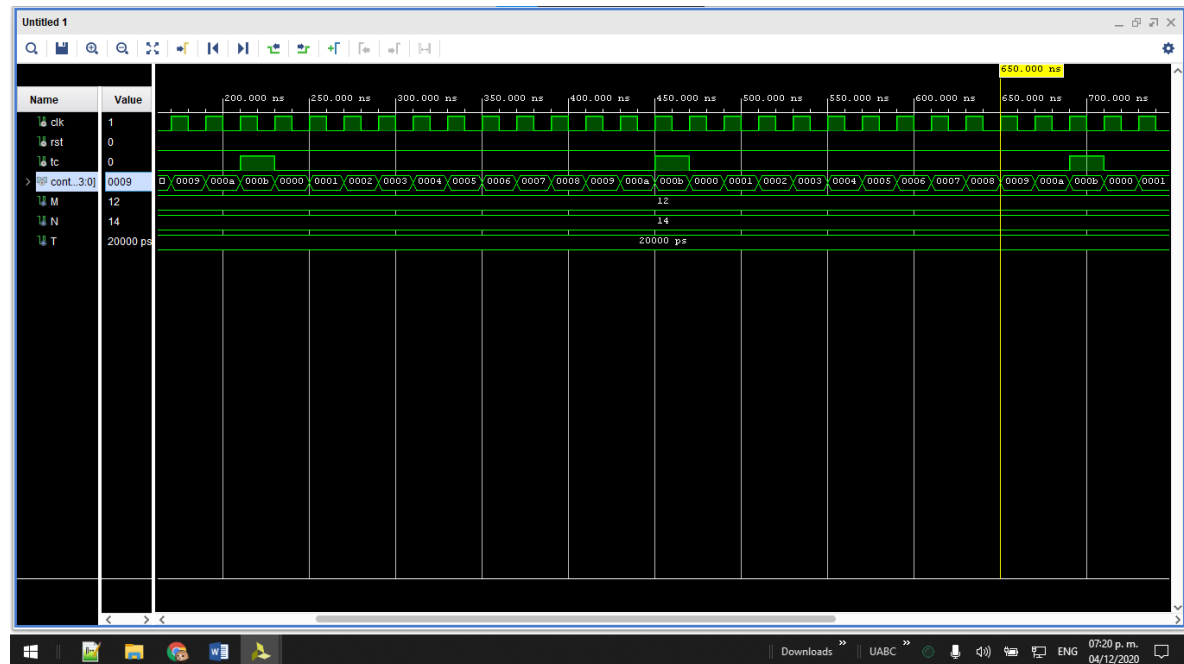 Untitled 1
650.000 ns
Name Value
200.000 ns 250.000 ns 300.000 ns 350.000 ns 400.000 ns 450.000 ns 500.000 ns 550.000 ns 600.000 ns 650.000 ns 700.000 ns
clk 1
rst 0
tc 0
cont...3:0] 0009 0009 000a 000b 0000 0001 0002 0003 0004 0005 0006 0007 0008 0009 000a 000b 0000 0001 0002 0003 0004 0005 0006 0007 0008 0009 000a 000b 0000 0001
M 12 12
N 14 14
T 20000 ps 20000 ps
Downloads UABC ENG 07:20 p. m.
04/12/2020